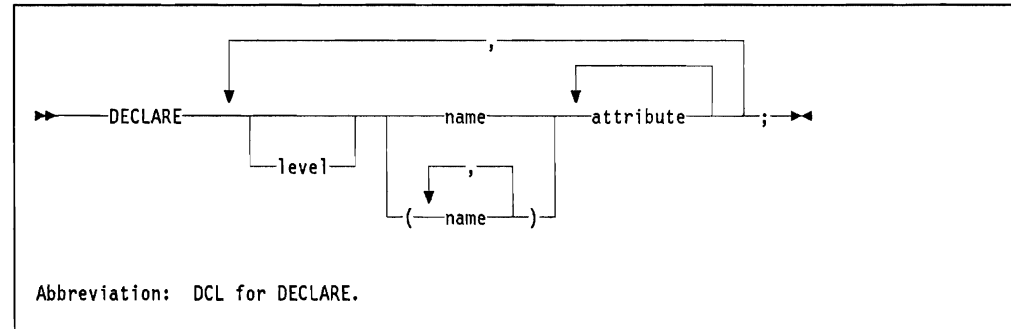 ,
DECLARE name attribute ;
level ,
( name )
Abbreviation: DCL for DECLARE.